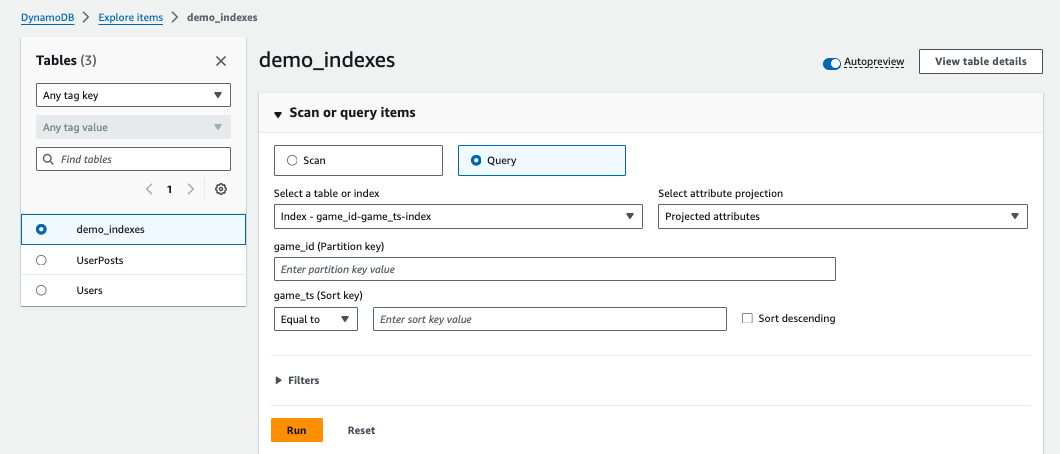 DynamoDB > Explore items > demo_indexes
Tables (3)
Any tag key
Any tag value
Find tables
1
demo_indexes
UserPosts
Users
demo_indexes
Autopreview
View table details
Scan or query items
Scan
Query
Select a table or index
Select attribute projection
Index - game_id-game_ts-index
Projected attributes
game_id (Partition key)
Enter partition key value
game_ts (Sort key)
Equal to
Enter sort key value
Sort descending
Filters
Run
Reset